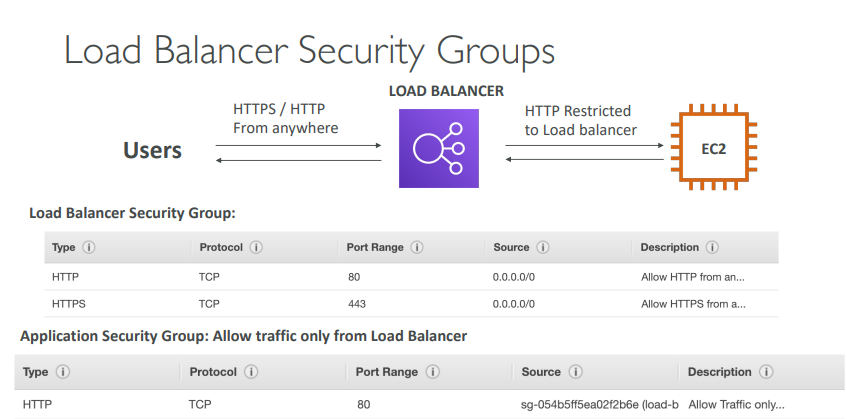 Load Balancer Security Groups
LOAD BALANCER
HTTPS / HTTP
From anywhere
HTTP Restricted
to Load balancer
Users
EC2
Load Balancer Security Group:
Type Protocol Port Range Source Description
HTTP TCP 80 0.0.0.0/0 Allow HTTP from an...
HTTPS TCP 443 0.0.0.0/0 Allow HTTPS from a...
Application Security Group: Allow traffic only from Load Balancer
Type Protocol Port Range Source Description
HTTP TCP 80 sg-054b5ff5ea02f2b6e (load-b Allow Traffic only...